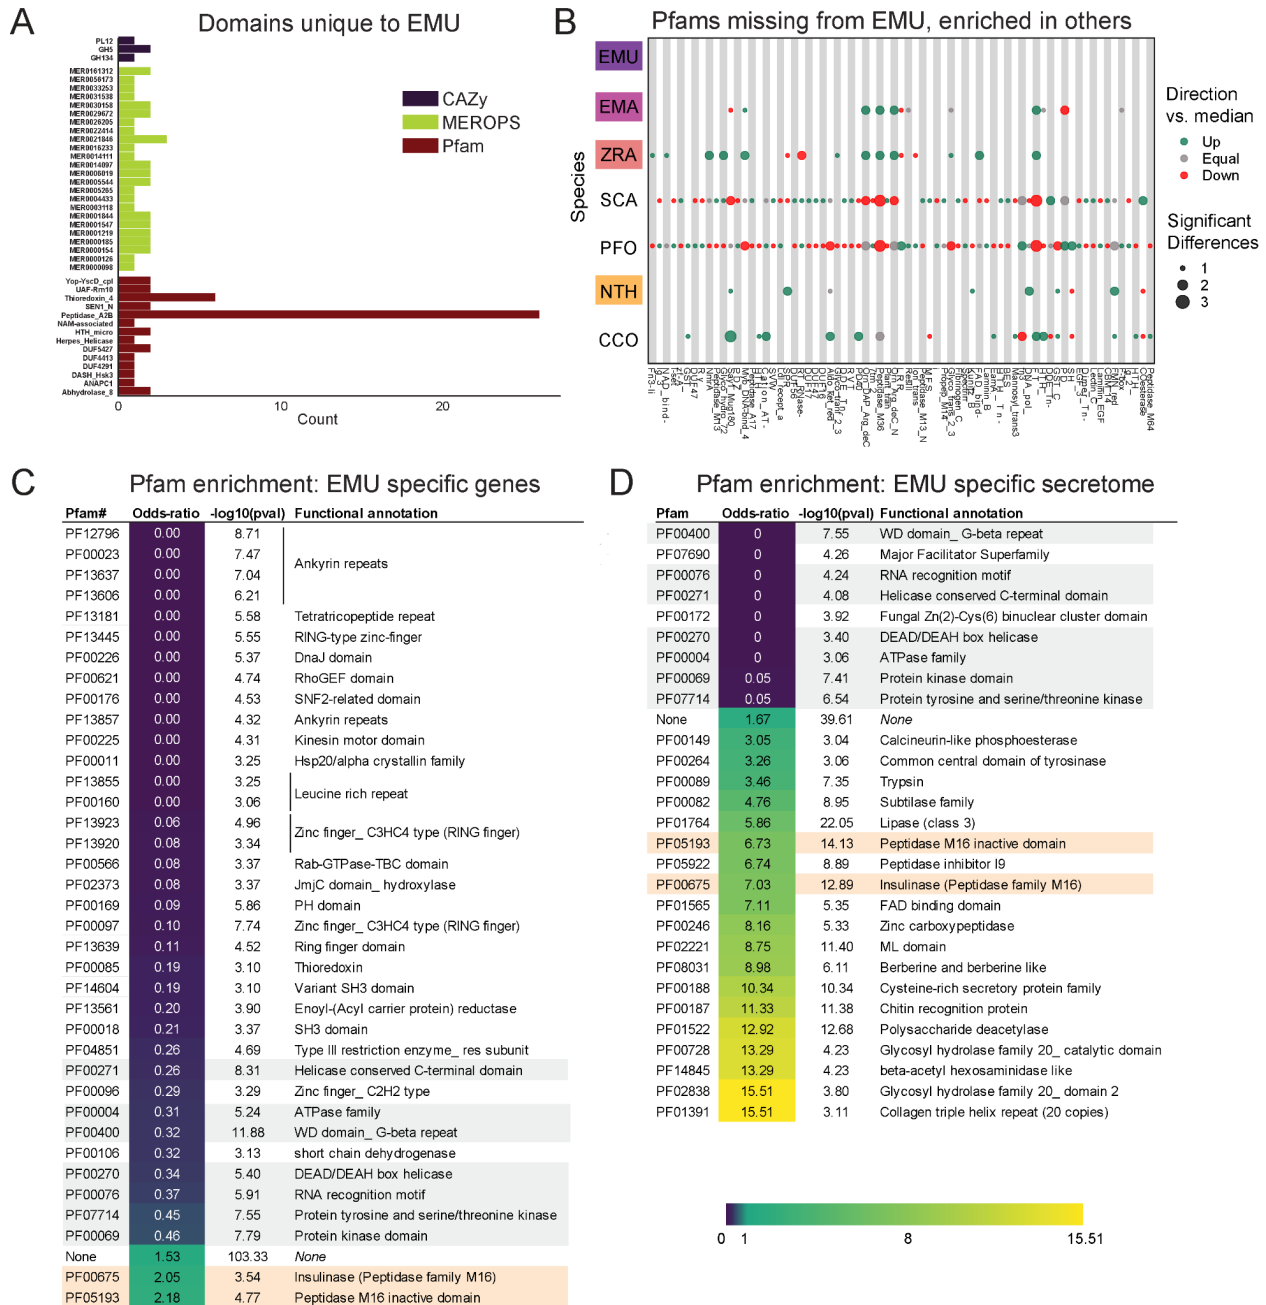 A
Domains unique to EMU
PL12
GH5
GH134
MER0161312
MER0056173
MER0033253
MER0031538
MER0030158
MER0029672
MER0026205
MER0022414
MER0021846
MER0016233
MER0014111
MER0014097
MER0006019
MER0005544
MER0005265
MER0004433
MER0003118
MER0001844
MER0001547
MER0001219
MER0000185
MER0000154
MER0000126
MER0000098
Yop-YscD_cpl
UAF-Rrn10
Thioredoxin_4
SEN1_N
Peptidase_A2B
NAM-associated
HTH_micro
Herpes_Helicase
DUF5427
DUF4413
DUF4291
DASH_Hsk3
ANAPC1
Abhydrolase_8
0
20
Count
CAZy
MEROPS
Pfam
B
Pfams missing from EMU, enriched in others
Species
EMU
EMA
ZRA
SCA
PFO
NTH
CCO
Direction
vs. median
Up
Equal
Down
Significant
Differences
1
2
3
NmrA
Peptidase_M13
Mug180
Myb_DNA-bind_4
Peptidase_A17
Aldo_ket_red
Peptidase_M36
Arg_deC_N
Peptidase_M13_N
MFS_
Laminin_B
Mannosyl_trans3
DNA_pol_
GST_C
Laminin_EGF
FMN_red
F-box
COesterase
Peptidase_M64
C
Pfam enrichment: EMU specific genes
Pfam# Odds-ratio -log10(pval) Functional annotation
PF12796 0.00 8.71
PF00023 0.00 7.47
Ankyrin repeats
PF13637 0.00 7.04
PF13606 0.00 6.21
PF13181 0.00 5.58 Tetratricopeptide repeat
PF13445 0.00 5.55 RING-type zinc-finger
PF00226 0.00 5.37 DnaJ domain
PF00621 0.00 4.74 RhoGEF domain
PF00176 0.00 4.53 SNF2-related domain
PF13857 0.00 4.32 Ankyrin repeats
PF00225 0.00 4.31 Kinesin motor domain
PF00011 0.00 3.25 Hsp20/alpha crystallin family
PF13855 0.00 3.25
Leucine rich repeat
PF00160 0.00 3.06
PF13923 0.06 4.96
Zinc finger_ C3HC4 type (RING finger)
PF13920 0.08 3.34
PF00566 0.08 3.37 Rab-GTPase-TBC domain
PF02373 0.08 3.37 JmjC domain_ hydroxylase
PF00169 0.09 5.86 PH domain
PF00097 0.10 7.74 Zinc finger_ C3HC4 type (RING finger)
PF13639 0.11 4.52 Ring finger domain
PF00085 0.19 3.10 Thioredoxin
PF14604 0.19 3.10 Variant SH3 domain
PF13561 0.20 3.90 Enoyl-(Acyl carrier protein) reductase
PF00018 0.21 3.37 SH3 domain
PF04851 0.26 4.69 Type III restriction enzyme_ res subunit
PF00271 0.26 8.31 Helicase conserved C-terminal domain
PF00096 0.29 3.29 Zinc finger_ C2H2 type
PF00004 0.31 5.24 ATPase family
PF00400 0.32 11.88 WD domain_ G-beta repeat
PF00106 0.32 3.13 short chain dehydrogenase
PF00270 0.34 5.40 DEAD/DEAH box helicase
PF00076 0.37 5.91 RNA recognition motif
PF07714 0.45 7.55 Protein tyrosine and serine/threonine kinase
PF00069 0.46 7.79 Protein kinase domain
None 1.53 103.33 None
PF00675 2.05 3.54 Insulinase (Peptidase family M16)
PF05193 2.18 4.77 Peptidase M16 inactive domain
D
Pfam enrichment: EMU specific secretome
Pfam Odds-ratio -log10(pval) Functional annotation
PF00400 0 7.55 WD domain_ G-beta repeat
PF07690 0 4.26 Major Facilitator Superfamily
PF00076 0 4.24 RNA recognition motif
PF00271 0 4.08 Helicase conserved C-terminal domain
PF00172 0 3.92 Fungal Zn(2)-Cys(6) binuclear cluster domain
PF00270 0 3.40 DEAD/DEAH box helicase
PF00004 0 3.06 ATPase family
PF00069 0.05 7.41 Protein kinase domain
PF07714 0.05 6.54 Protein tyrosine and serine/threonine kinase
None 1.67 39.61 None
PF00149 3.05 3.04 Calcineurin-like phosphoesterase
PF00264 3.26 3.06 Common central domain of tyrosinase
PF00089 3.46 7.35 Trypsin
PF00082 4.76 8.95 Subtilase family
PF01764 5.86 22.05 Lipase (class 3)
PF05193 6.73 14.13 Peptidase M16 inactive domain
PF05922 6.74 8.89 Peptidase inhibitor I9
PF00675 7.03 12.89 Insulinase (Peptidase family M16)
PF01565 7.11 5.35 FAD binding domain
PF00246 8.16 5.33 Zinc carboxypeptidase
PF02221 8.75 11.40 ML domain
PF08031 8.98 6.11 Berberine and berberine like
PF00188 10.34 10.34 Cysteine-rich secretory protein family
PF00187 11.33 11.38 Chitin recognition protein
PF01522 12.92 12.68 Polysaccharide deacetylase
PF00728 13.29 4.23 Glycosyl hydrolase family 20_ catalytic domain
PF14845 13.29 4.23 beta-acetyl hexosaminidase like
PF02838 15.51 3.80 Glycosyl hydrolase family 20_ domain 2
PF01391 15.51 3.11 Collagen triple helix repeat (20 copies)
0 1 8 15.51